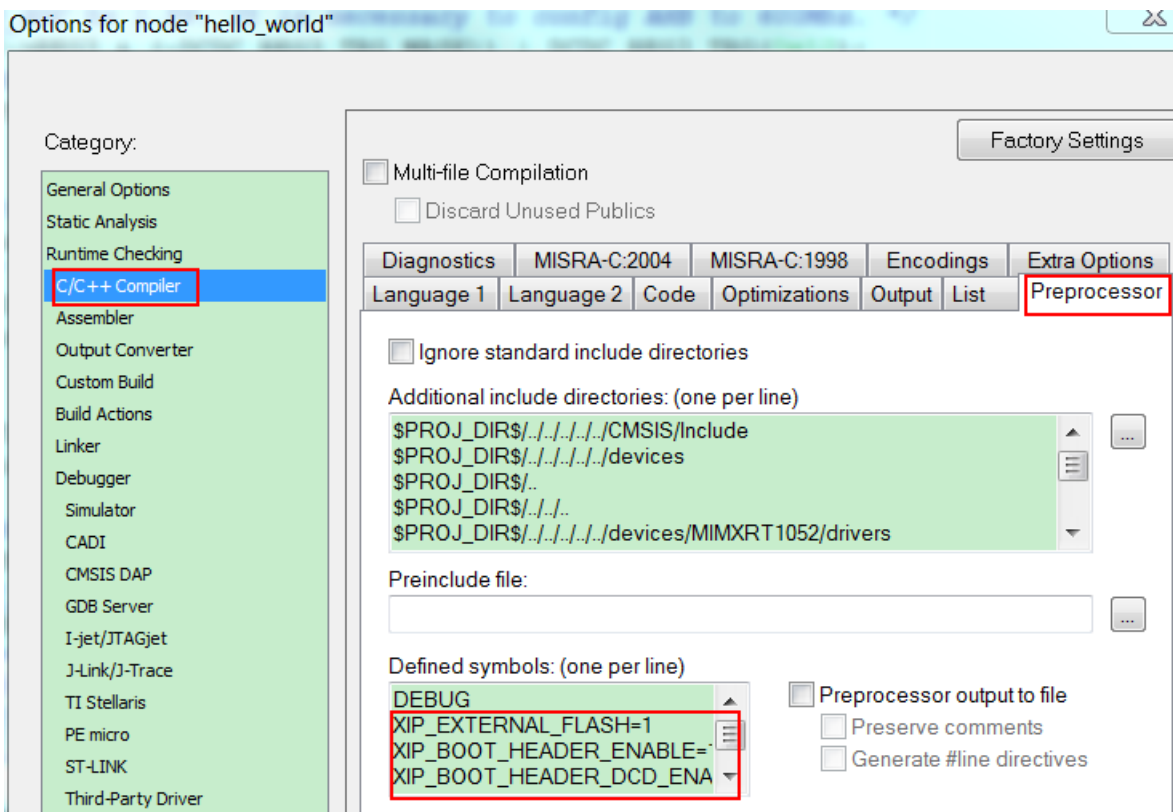 Options for node "hello_world"
Category:
General Options
Static Analysis
Runtime Checking
C/C++ Compiler
Assembler
Output Converter
Custom Build
Build Actions
Linker
Debugger
Simulator
CADI
CMSIS DAP
GDB Server
I-jet/JTAGjet
J-Link/J-Trace
TI Stellaris
PE micro
ST-LINK
Third-Party Driver
Factory Settings
Multi-file Compilation
Discard Unused Publics
Diagnostics MISRA-C:2004 MISRA-C:1998 Encodings Extra Options
Language 1 Language 2 Code Optimizations Output List Preprocessor
Ignore standard include directories
Additional include directories: (one per line)
$PROJ_DIR$/../../../../../CMSIS/Include
$PROJ_DIR$/../../../../../devices
$PROJ_DIR$/..
$PROJ_DIR$/../../..
$PROJ_DIR$/../../../../../devices/MIMXRT1052/drivers
...
Preinclude file:
...
Defined symbols: (one per line)
DEBUG
XIP_EXTERNAL_FLASH=1
XIP_BOOT_HEADER_ENABLE=
XIP_BOOT_HEADER_DCD_ENA
Preprocessor output to file
Preserve comments
Generate #line directives